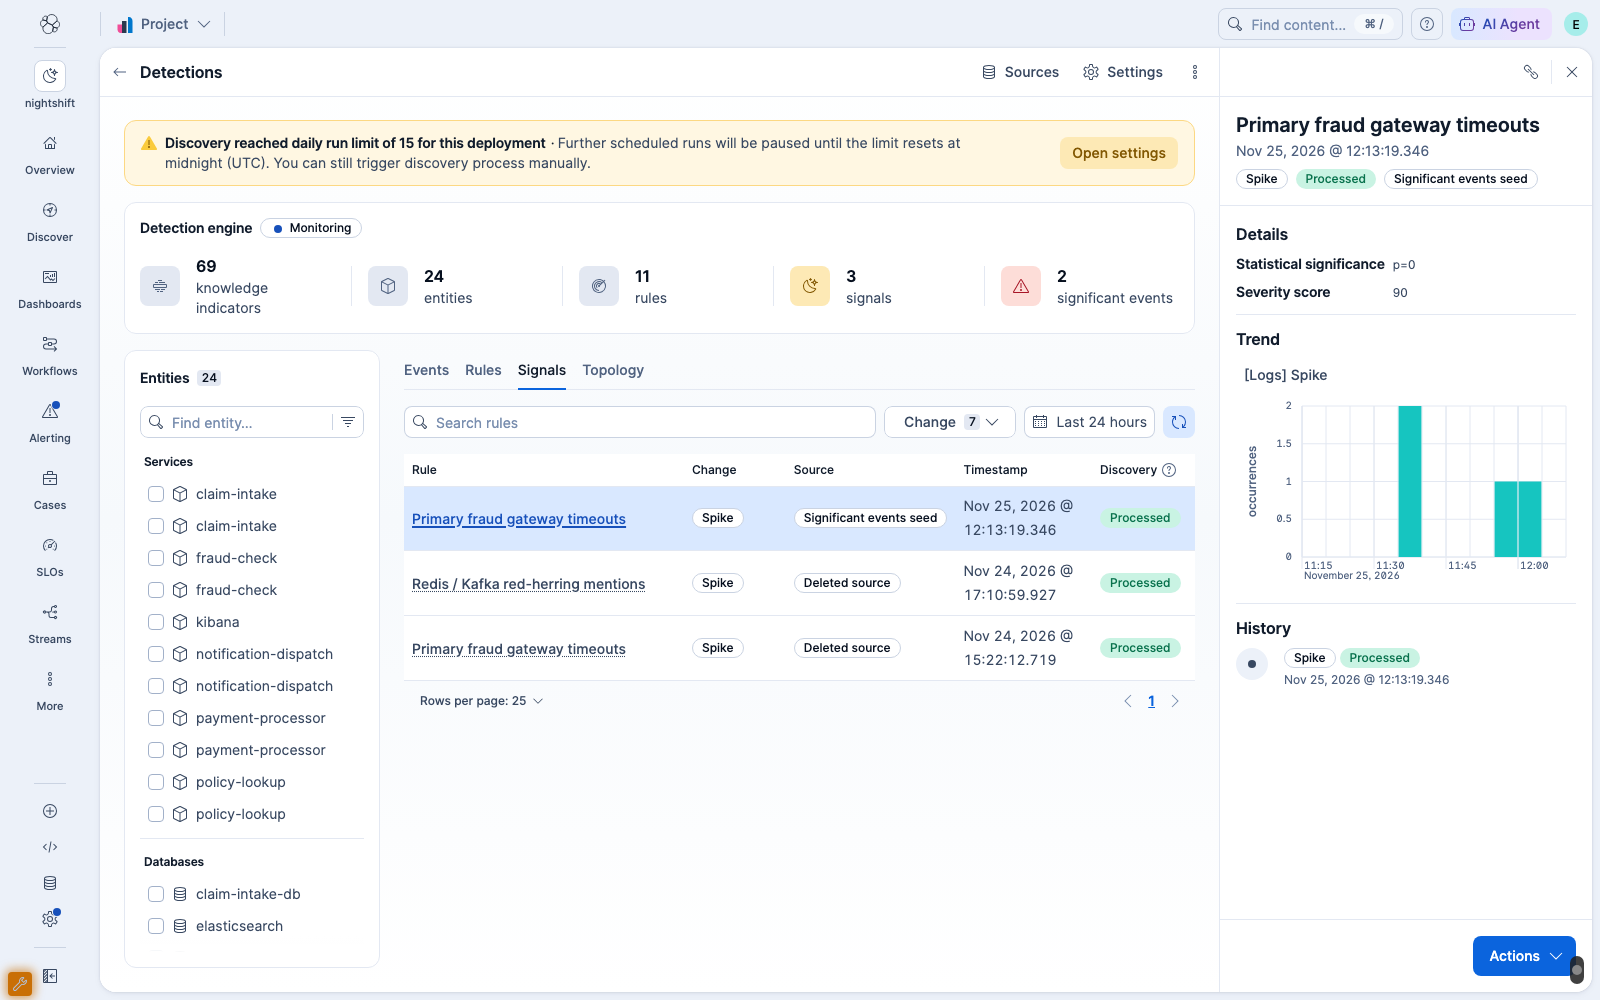 Project
Find content...
⌘ /
AI Agent
E
nightshift
Overview
Discover
Dashboards
Workflows
Alerting
Cases
SLOs
Streams
More
Detections
Sources
Settings
Discovery reached daily run limit of 15 for this deployment · Further scheduled runs will be paused until the limit resets at
midnight (UTC). You can still trigger discovery process manually.
Open settings
Detection engine
Monitoring
69
knowledge
indicators
24
entities
11
rules
3
signals
2
significant events
Entities 24
Find entity...
Services
claim-intake
claim-intake
fraud-check
fraud-check
kibana
notification-dispatch
notification-dispatch
payment-processor
payment-processor
policy-lookup
policy-lookup
Databases
claim-intake-db
elasticsearch
Events Rules Signals Topology
Search rules
Change 7
Last 24 hours
Rule Change Source Timestamp Discovery ?
Primary fraud gateway timeouts Spike Significant events seed Nov 25, 2026 @
12:13:19.346 Processed
Redis / Kafka red-herring mentions Spike Deleted source Nov 24, 2026 @
17:10:59.927 Processed
Primary fraud gateway timeouts Spike Deleted source Nov 24, 2026 @
15:22:12.719 Processed
Rows per page: 25
1
Primary fraud gateway timeouts
Nov 25, 2026 @ 12:13:19.346
Spike Processed Significant events seed
Details
Statistical significance p=0
Severity score 90
Trend
[Logs] Spike
occurrences
2
1.5
1
0.5
0
11:15 11:30 11:45 12:00
November 25, 2026
History
Spike Processed
Nov 25, 2026 @ 12:13:19.346
Actions